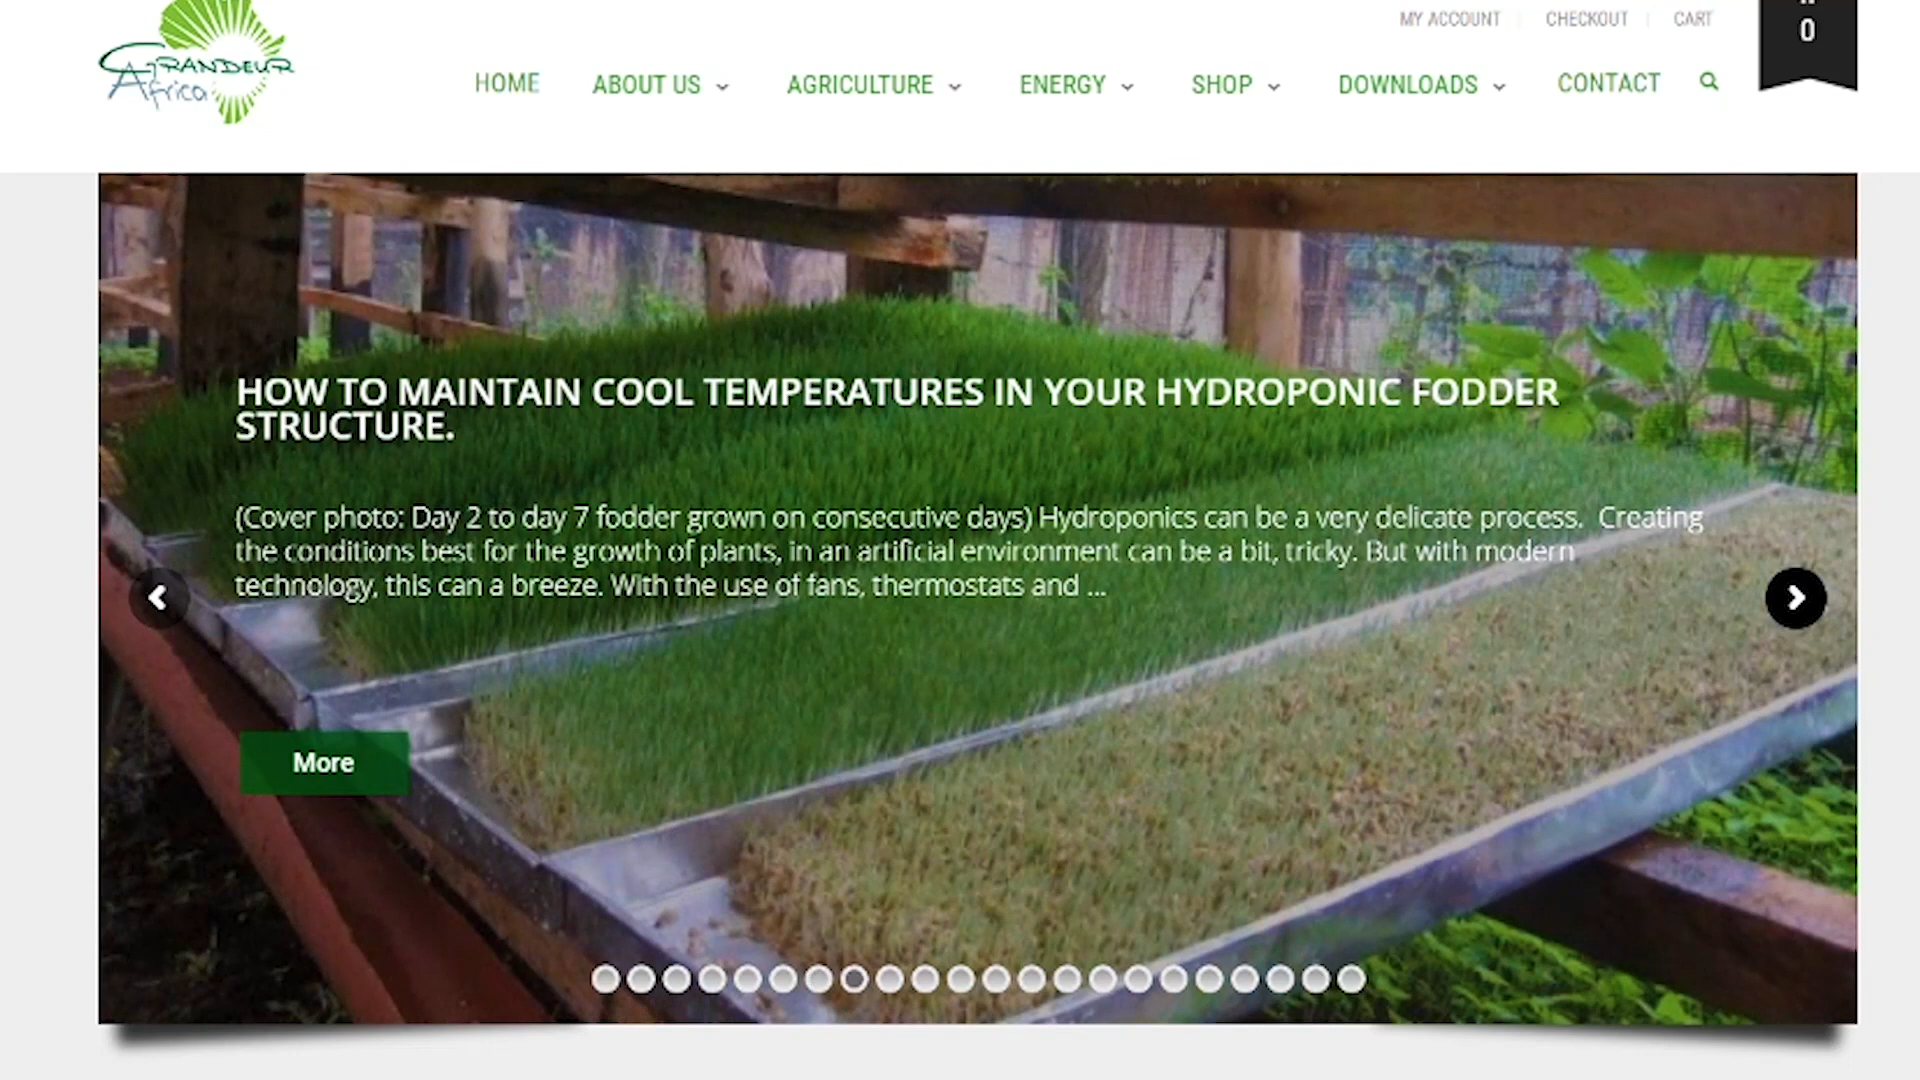 MY ACCOUNT CHECKOUT CART
0
GRANDEUR
Africa
HOME ABOUT US AGRICULTURE ENERGY SHOP DOWNLOADS CONTACT
HOW TO MAINTAIN COOL TEMPERATURES IN YOUR HYDROPONIC FODDER
STRUCTURE.
(Cover photo: Day 2 to day 7 fodder grown on consecutive days) Hydroponics can be a very delicate process. Creating
the conditions best for the growth of plants, in an artificial environment can be a bit, tricky. But with modern
technology, this can a breeze. With the use of fans, thermostats and ...
More